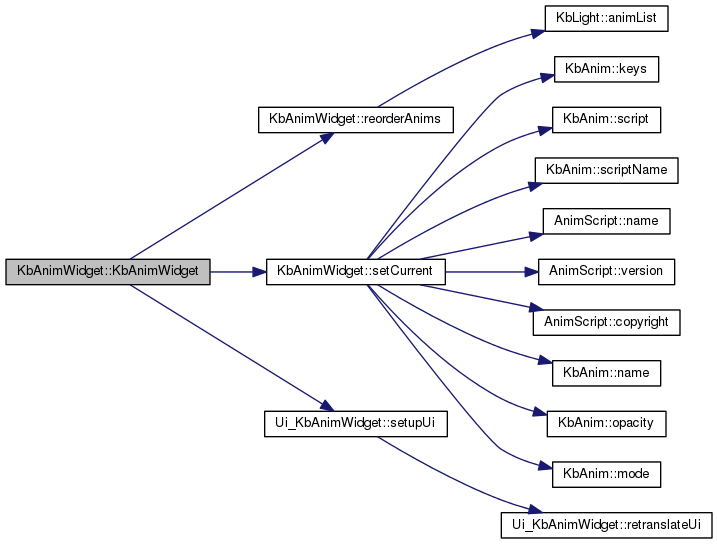 KbLight::animList
KbAnim::keys
KbAnimWidget::reorderAnims
KbAnim::script
KbAnim::scriptName
AnimScript::name
KbAnimWidget::KbAnimWidget
KbAnimWidget::setCurrent
AnimScript::version
AnimScript::copyright
KbAnim::name
Ui_KbAnimWidget::setupUi
KbAnim::opacity
KbAnim::mode
Ui_KbAnimWidget::retranslateUi